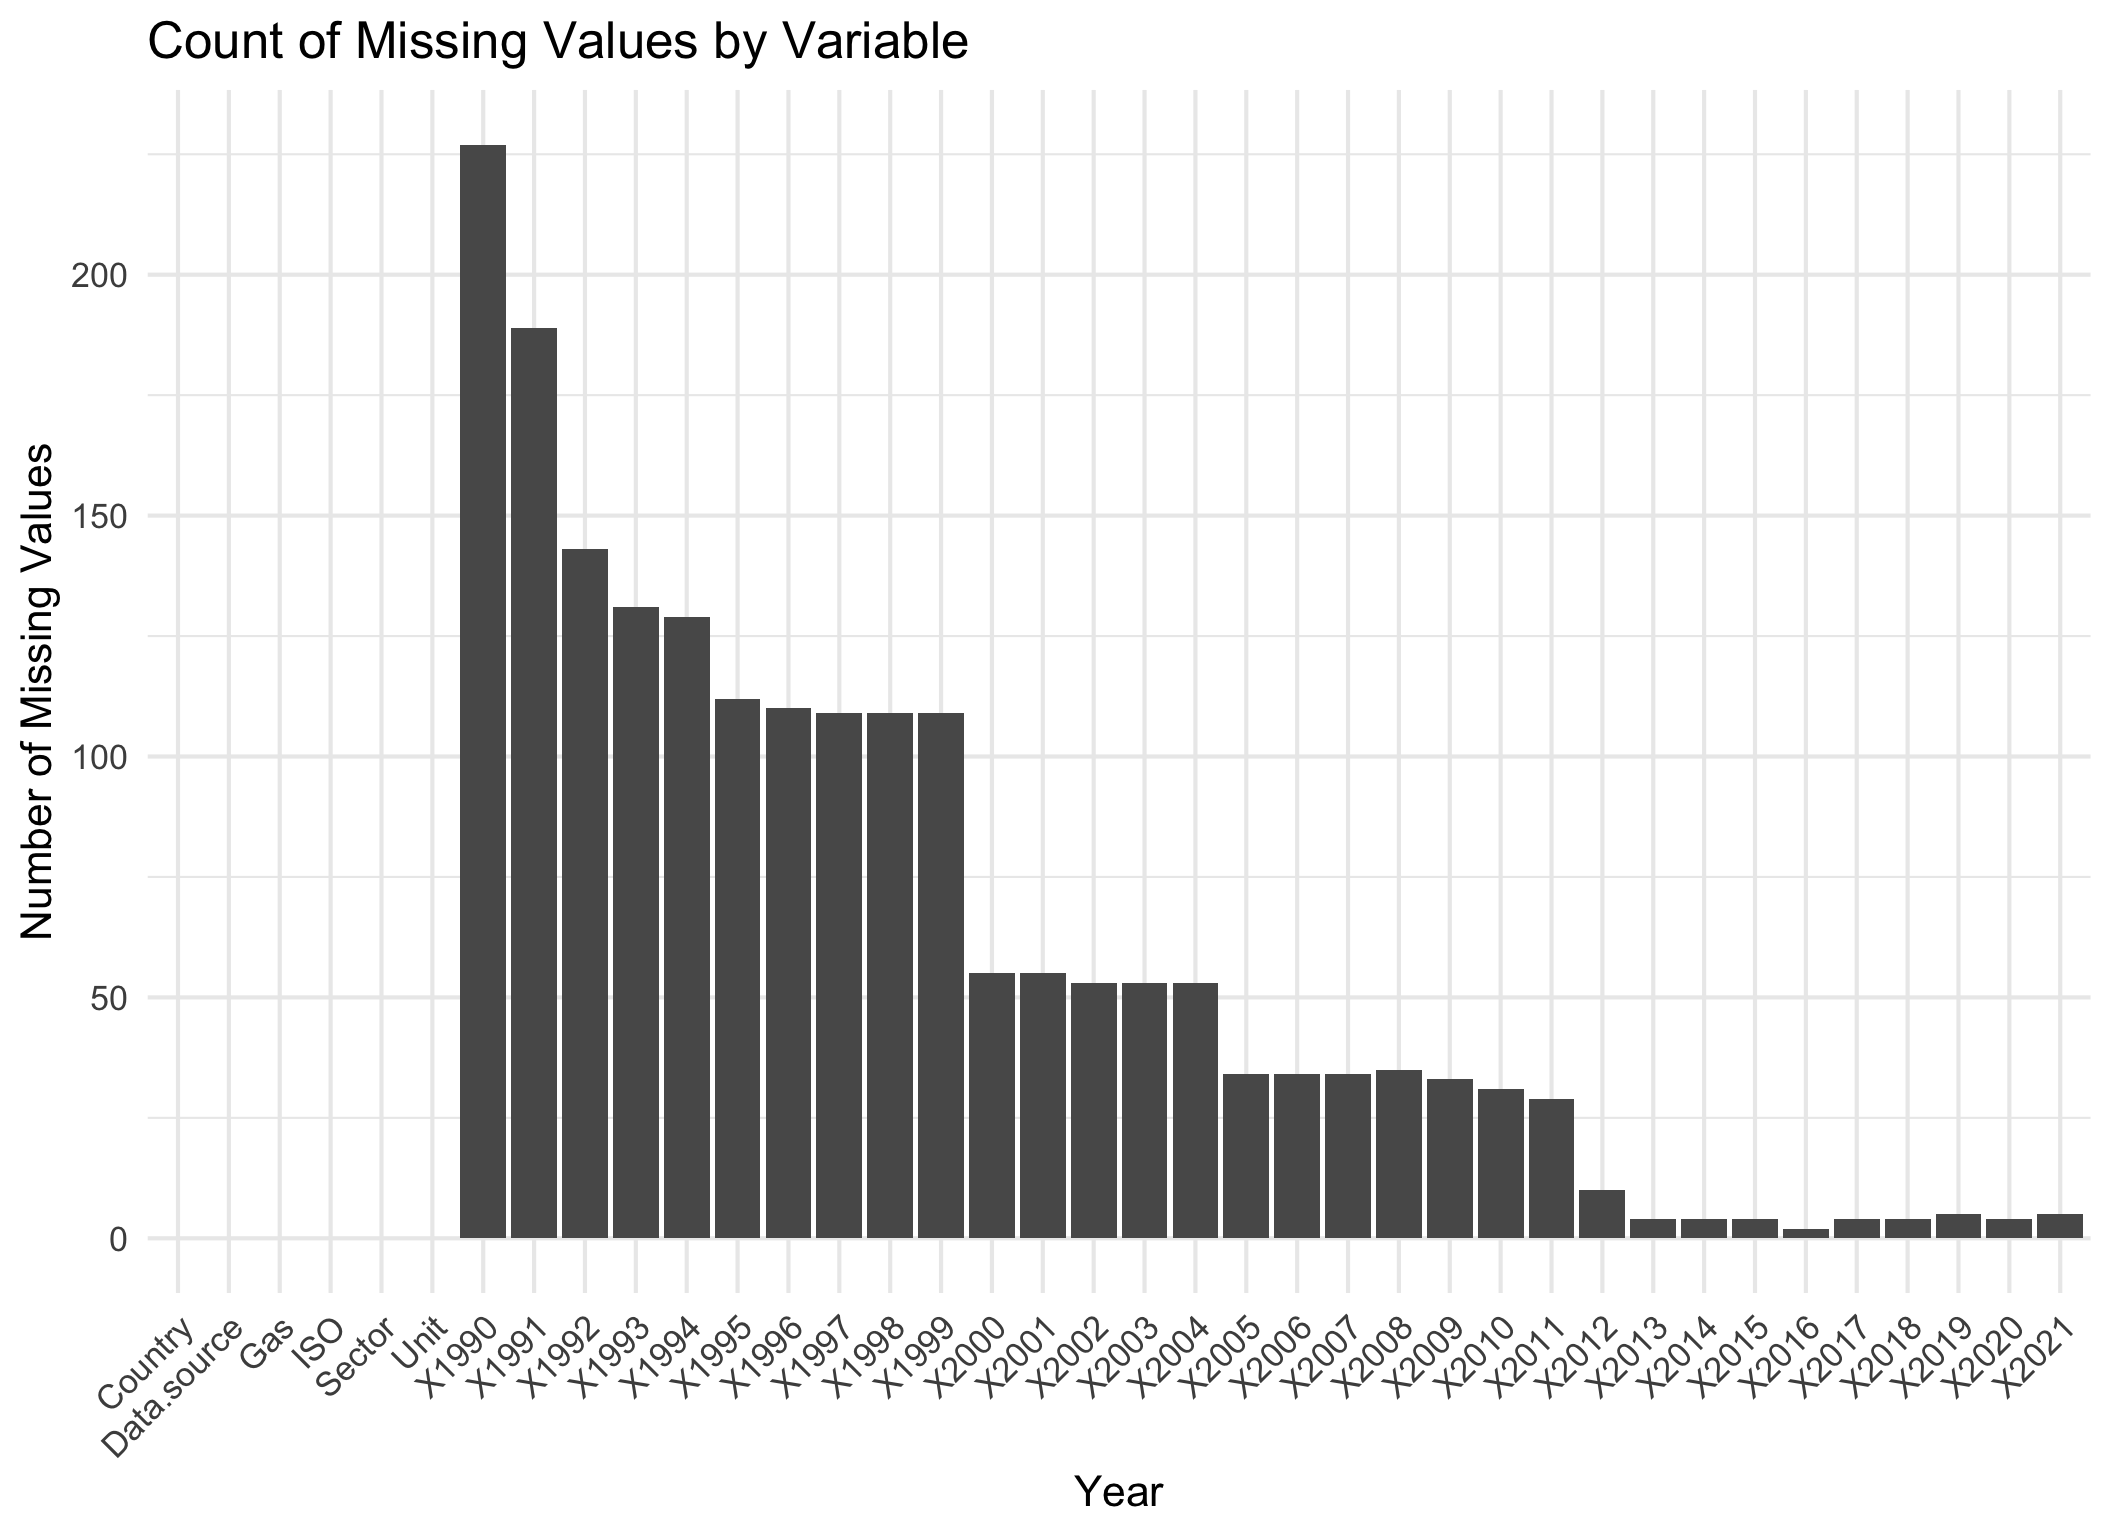 Count of Missing Values by Variable
Number of Missing Values
200
150
100
50
0
Country
Data.source
Gas
ISO
Sector
Unit
X1990
X1991
X1992
X1993
X1994
X1995
X1996
X1997
X1998
X1999
X2000
X2001
X2002
X2003
X2004
X2005
X2006
X2007
X2008
X2009
X2010
X2011
X2012
X2013
X2014
X2015
X2016
X2017
X2018
X2019
X2020
X2021
Year